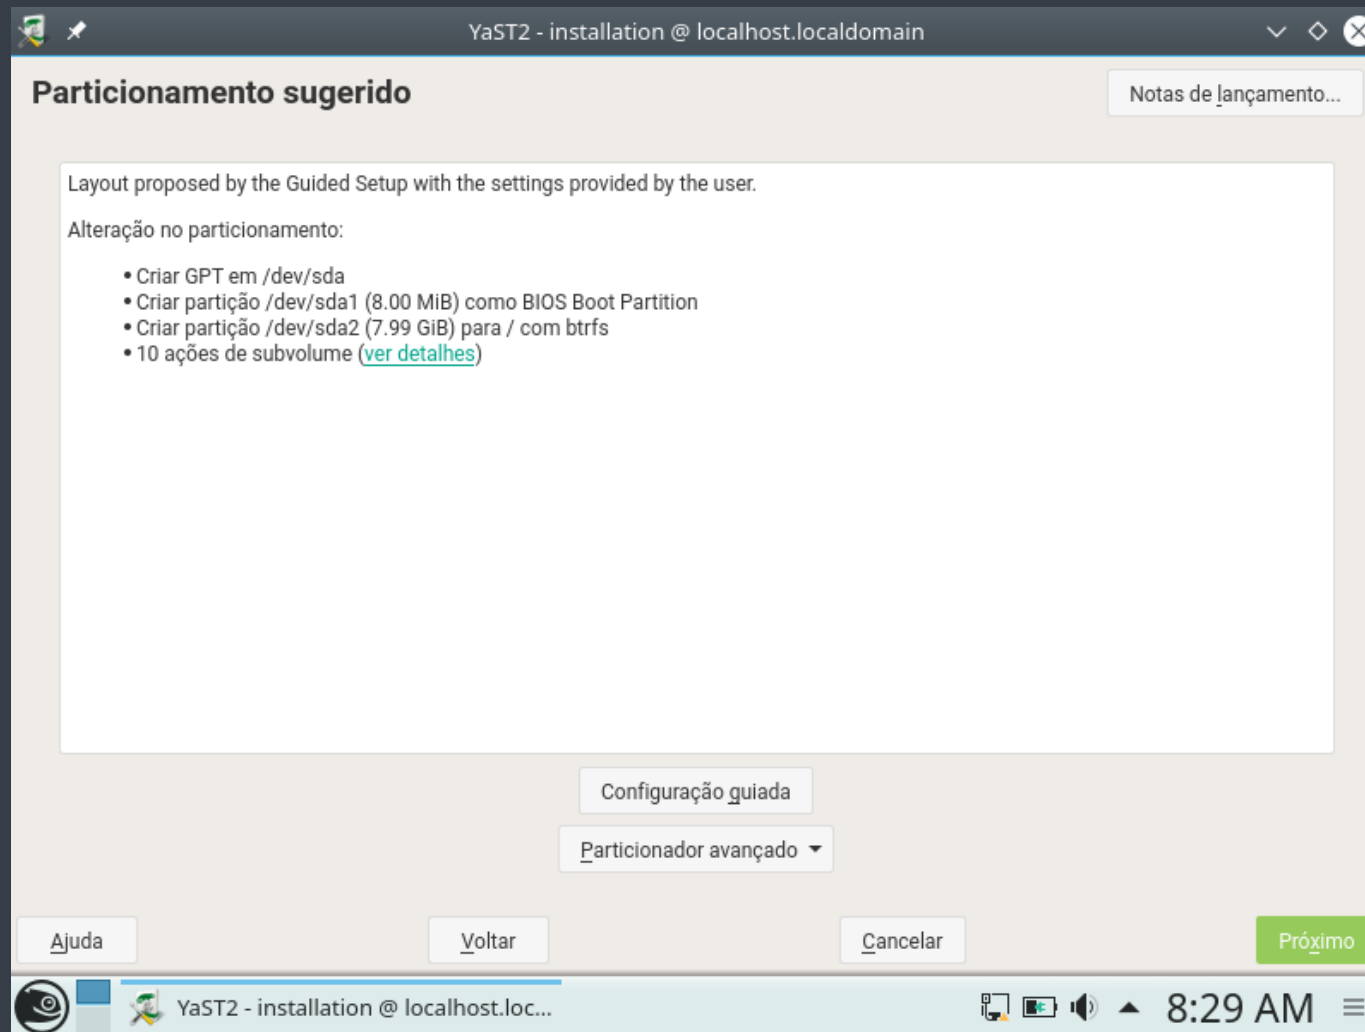 YaST2 - installation @ localhost.localdomain
Particionamento sugerido
Notas de lançamento...
Layout proposed by the Guided Setup with the settings provided by the user.
Alteração no particionamento:
• Criar GPT em /dev/sda
• Criar partição /dev/sda1 (8.00 MiB) como BIOS Boot Partition
• Criar partição /dev/sda2 (7.99 GiB) para / com btrfs
• 10 ações de subvolume (ver detalhes)
Configuração guiada
Particionador avançado
Ajuda
Voltar
Cancelar
Próximo
YaST2 - installation @ localhost.loc...
8:29 AM